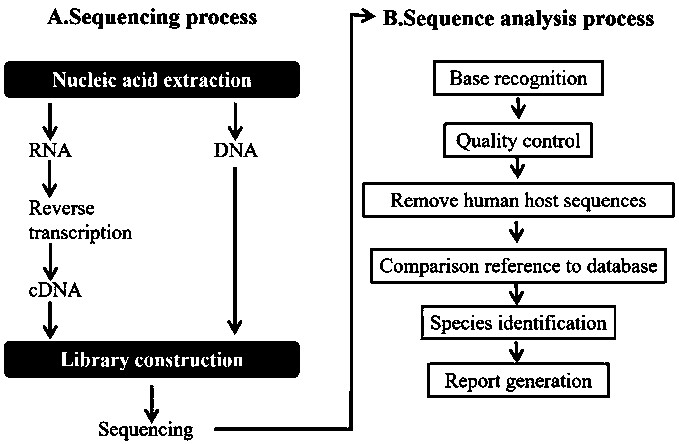 A.Sequencing process
Nucleic acid extraction
RNA
DNA
Reverse
transcription
cDNA
Library construction
Sequencing
B.Sequence analysis process
Base recognition
Quality control
Remove human host sequences
Comparison reference to database
Species identification
Report generation